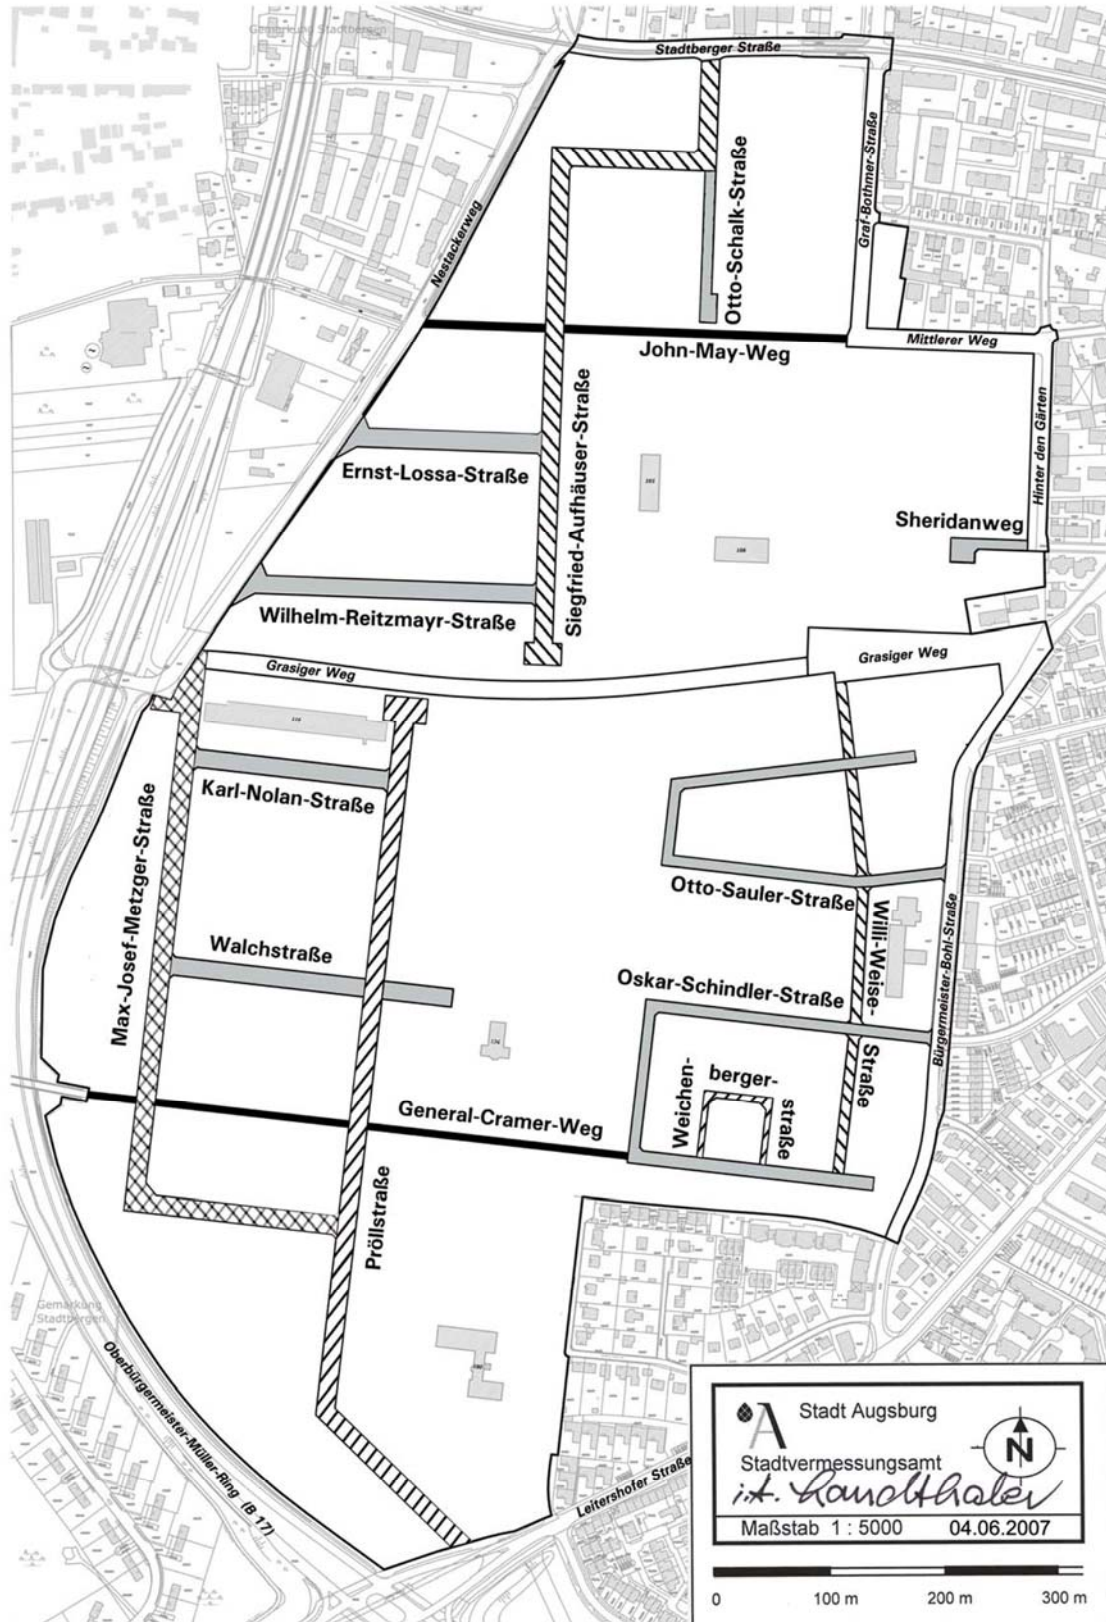 Gemarkung Stadtbergen
Stadtberger Straße
Nestackerweg
Otto-Schalk-Straße
Graf-Bothmer-Straße
John-May-Weg
Mittlerer Weg
Hinter den Gärten
Ernst-Lossa-Straße
Siegfried-Aufhäuser-Straße
Sheridanweg
Wilhelm-Reitzmayr-Straße
Grasiger Weg
Grasiger Weg
Karl-Nolan-Straße
Max-Josef-Metzger-Straße
Otto-Sauler-Straße
Willi-Weise-
Straße
Walchstraße
Oskar-Schindler-Straße
Bürgermeister-Bohl-Straße
Weichen-
berger-
straße
General-Cramer-Weg
Pröllstraße
Gemarkung
Stadtbergen
Oberbürgermeister-Müller-Ring (B 17)
Leitershofer Straße
A
Stadt Augsburg
N
Stadtvermessungsamt
i.A. Landthaler
Maßstab 1 : 5000 04.06.2007
0 100 m 200 m 300 m